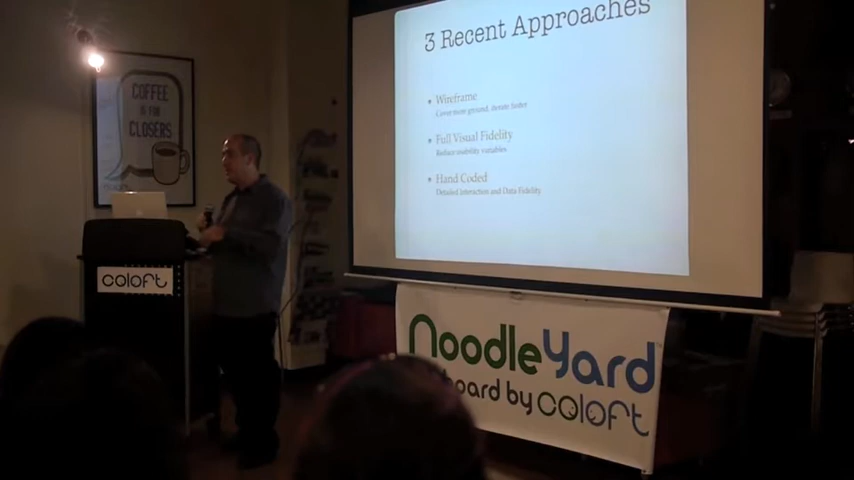 3 Recent Approaches
• Wireframe
Cover more ground, iterate faster
• Full Visual Fidelity
Reduce usability variables
• Hand Coded
Detailed Interaction and Data Fidelity
COFFEE
IS FOR
CLOSERS
coloft
NoodleYard
board by coloft